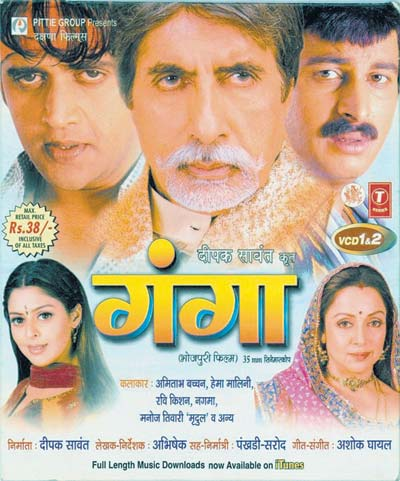 PITTIE GROUP Presents
दक्षणा फिल्म्स
MAX.
RETAIL PRICE
Rs.38/-
INCLUSIVE
OF ALL TAXES
T
SERIES
VCD 1&2
दीपक सावंत कृत
गंगा
(भोजपुरी फिल्म) 35 mm सिनेमास्कोप
कलाकार : अमिताभ बच्चन, हेमा मालिनी,
रवि किशन, नगमा,
मनोज तिवारी 'मृदुल' व अन्य
निर्माता : दीपक सावंत लेखक-निर्देशक : अभिषेक सह-निर्मात्री : पंखडी-सरोद गीत-संगीत : अशोक घायल
Full Length Music Downloads now Available on iTunes